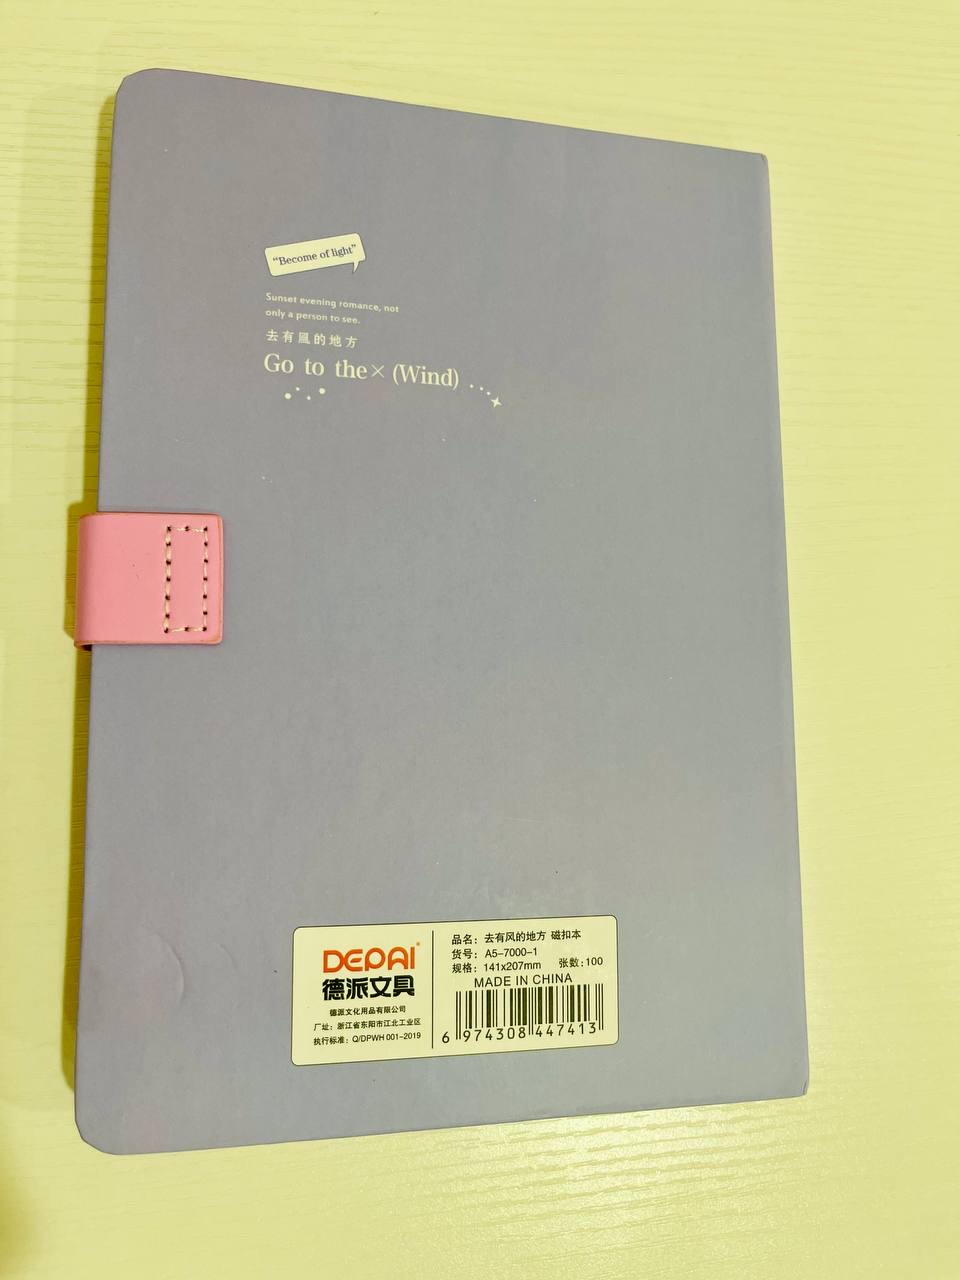 “Become of light”
Sunset evening romance, not
only a person to see.
去有風的地方
Go to the× (Wind)
DEPAI®
德派文具
德派文化用品有限公司
厂址：浙江省东阳市江北工业区
执行标准：Q/DPWH 001-2019
品名：去有风的地方 磁扣本
货号：A5-7000-1
规格：141x207mm 张数:100
MADE IN CHINA
6 974308 447413